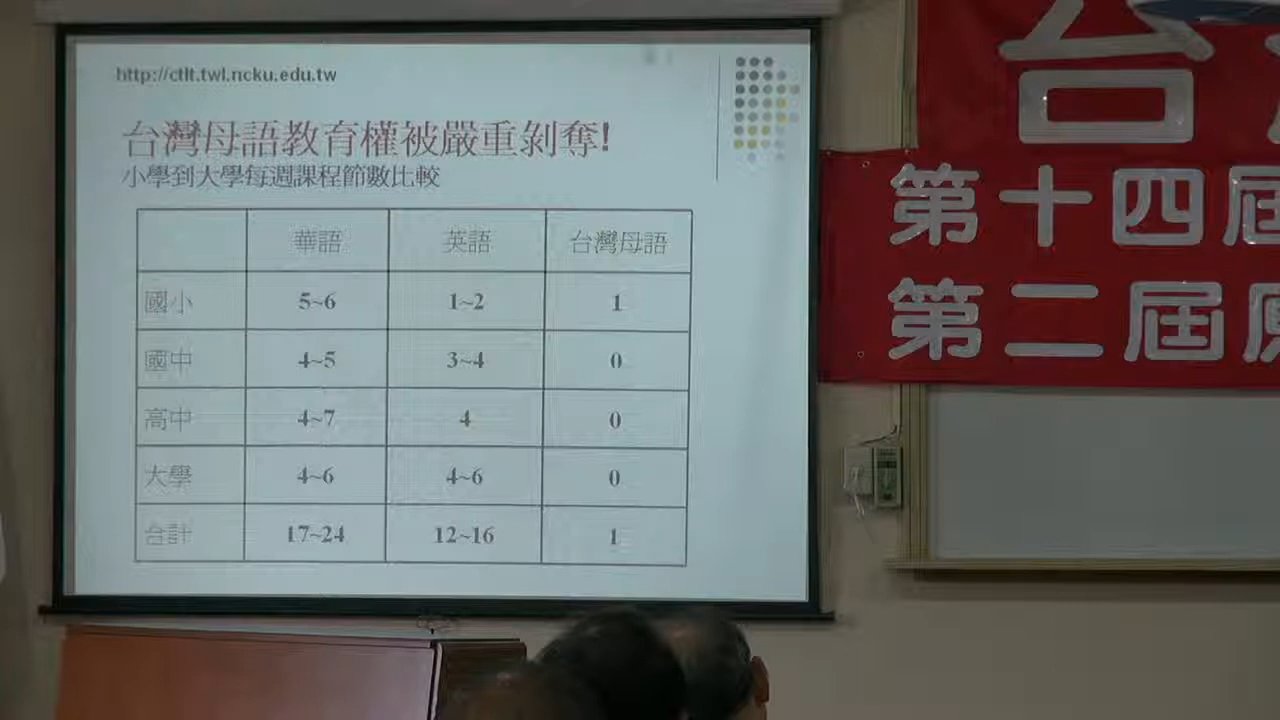 http://ctlt.twl.ncku.edu.tw
台灣母語教育權被嚴重剝奪!
小學到大學每週課程節數比較
華語 英語 台灣母語
國小 5~6 1~2 1
國中 4~5 3~4 0
高中 4~7 4 0
大學 4~6 4~6 0
合計 17~24 12~16 1
台
第十四屆
第二屆